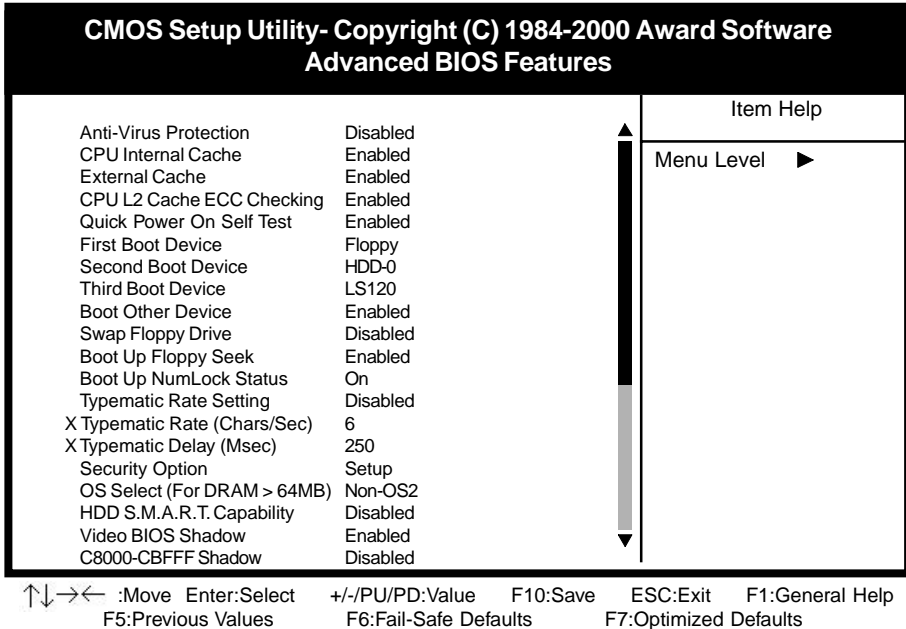 CMOS Setup Utility- Copyright (C) 1984-2000 Award Software
Advanced BIOS Features
Item Help
Menu Level ►
Anti-Virus Protection Disabled
CPU Internal Cache Enabled
External Cache Enabled
CPU L2 Cache ECC Checking Enabled
Quick Power On Self Test Enabled
First Boot Device Floppy
Second Boot Device HDD-0
Third Boot Device LS120
Boot Other Device Enabled
Swap Floppy Drive Disabled
Boot Up Floppy Seek Enabled
Boot Up NumLock Status On
Typematic Rate Setting Disabled
X Typematic Rate (Chars/Sec) 6
X Typematic Delay (Msec) 250
Security Option Setup
OS Select (For DRAM > 64MB) Non-OS2
HDD S.M.A.R.T. Capability Disabled
Video BIOS Shadow Enabled
C8000-CBFFF Shadow Disabled
↑↓→← :Move Enter:Select +/-/PU/PD:Value F10:Save ESC:Exit F1:General Help
F5:Previous Values F6:Fail-Safe Defaults F7:Optimized Defaults